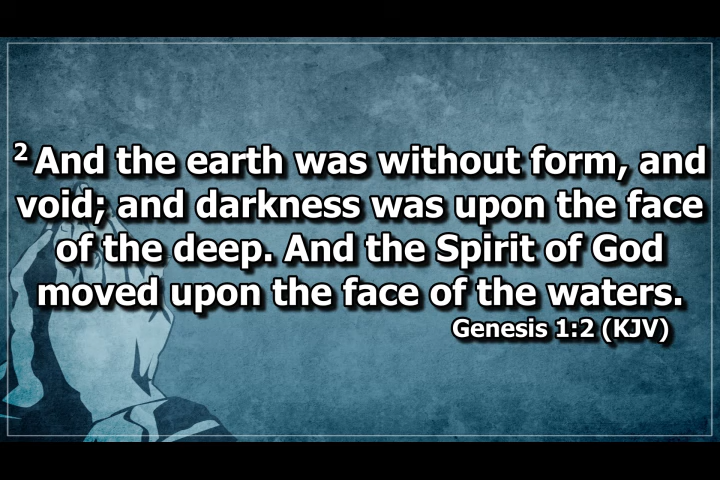 2 And the earth was without form, and
void; and darkness was upon the face
of the deep. And the Spirit of God
moved upon the face of the waters.
Genesis 1:2 (KJV)